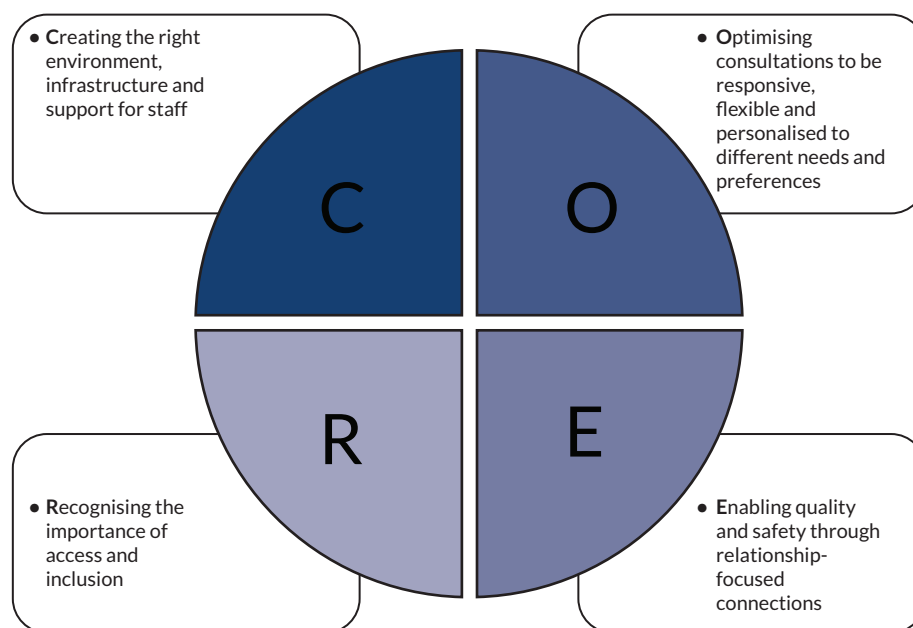 ● Creating the right
environment,
infrastructure and
support for staff
● Optimising
consultations to be
responsive,
flexible and
personalised to
different needs and
preferences
C
O
R
E
● Recognising the
importance of
access and
inclusion
● Enabling quality
and safety through
relationship-
focused
connections